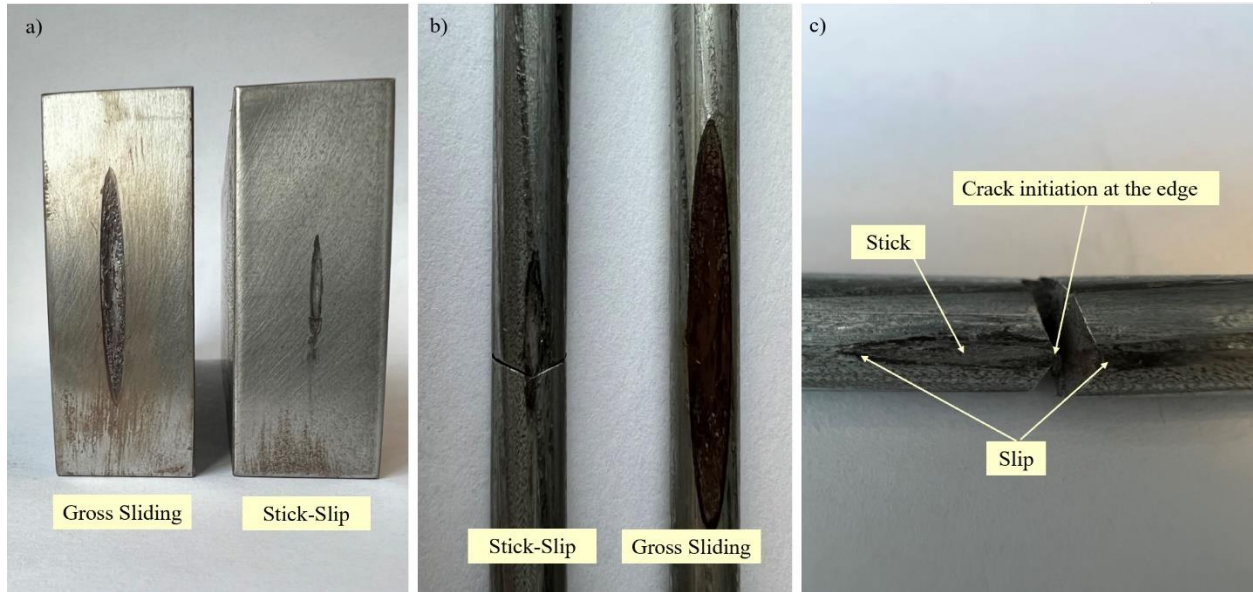 a)
Gross Sliding
Stick-Slip
b)
Stick-Slip
Gross Sliding
c)
Crack initiation at the edge
Stick
Slip